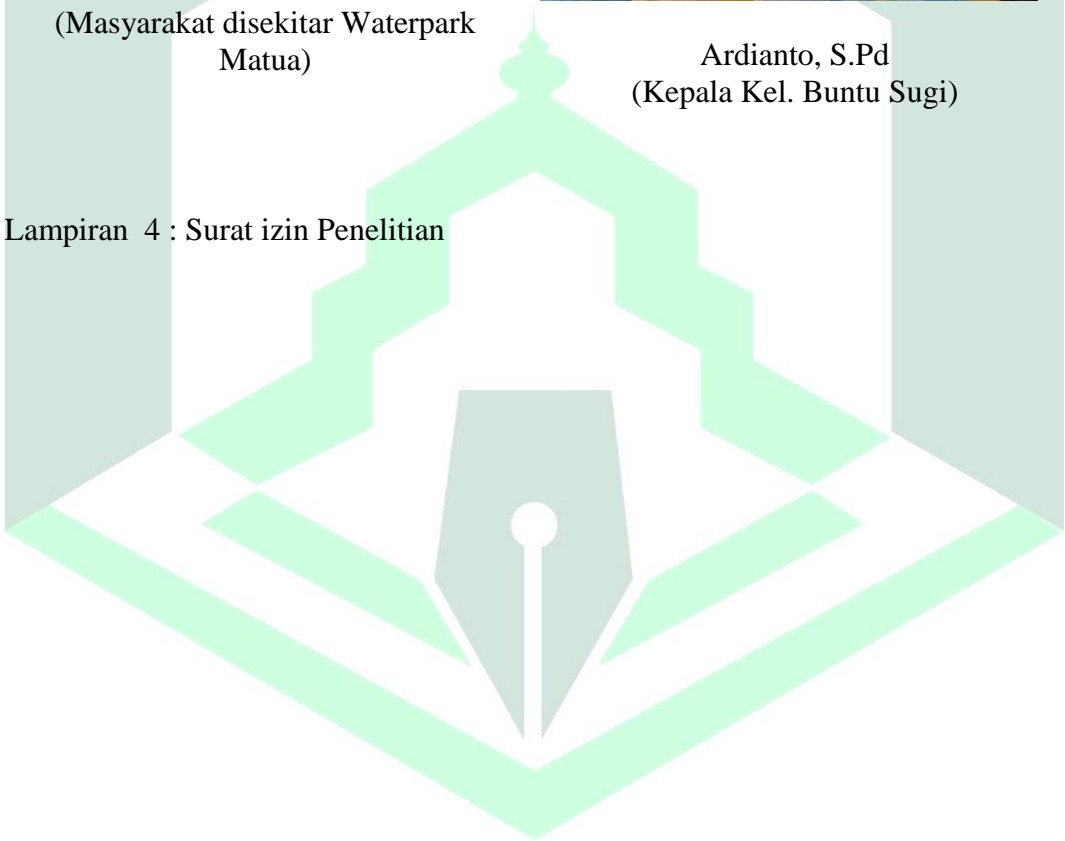 (Masyarakat disekitar Waterpark
Matua)
Ardianto, S.Pd
(Kepala Kel. Buntu Sugi)
Lampiran 4 : Surat izin Penelitian